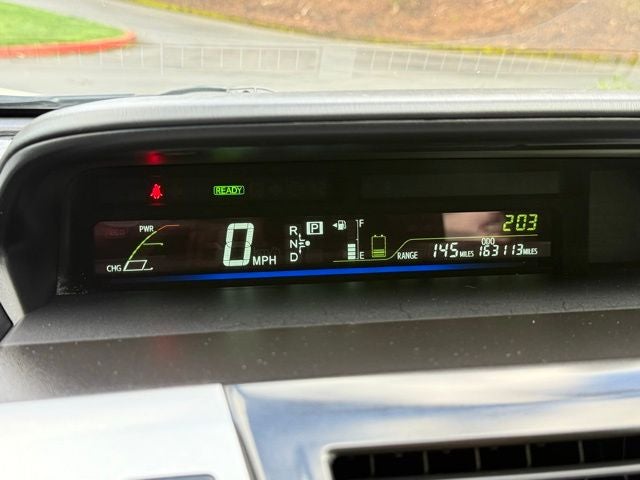 READY
203
PWR
CHG
0 MPH
R
N
D
P
L
E
F
E
ODO
RANGE 145 MILES 163113 MILES